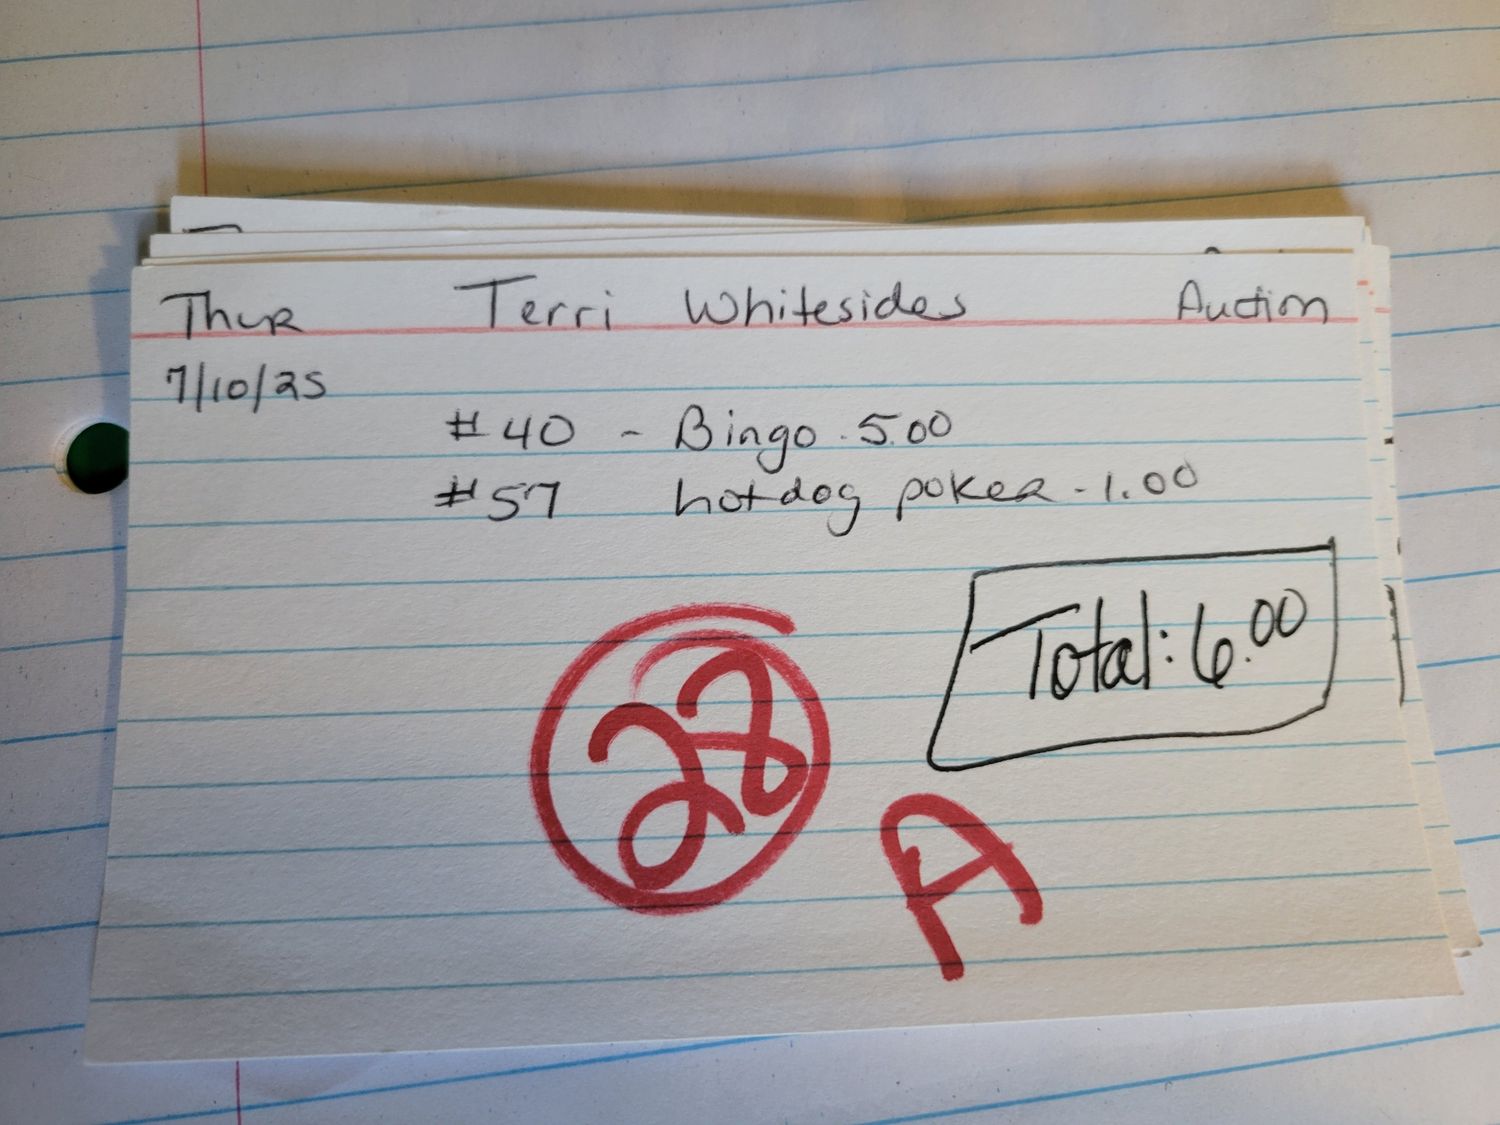 Thur Terri Whitesides Auction
7/10/25
#40 - Bingo - 5.00
#57 hotdog poker - 1.00
Total: 6.00
28
A